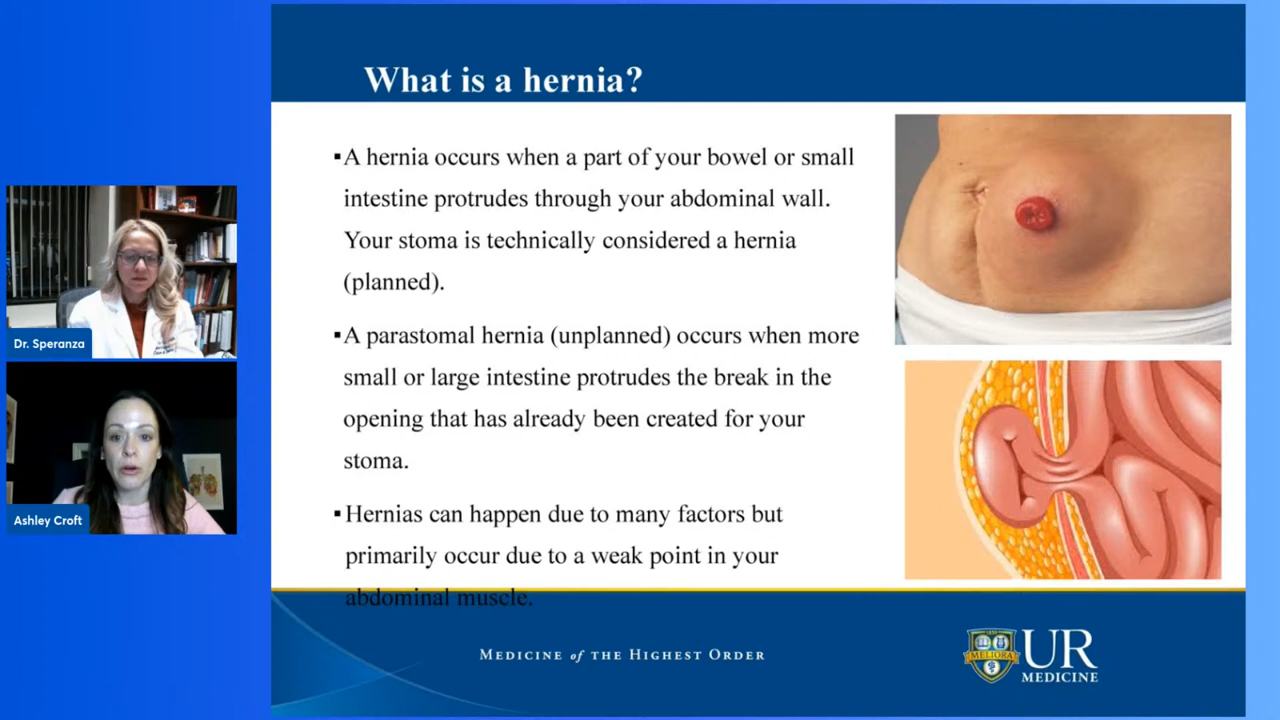 What is a hernia?
▪A hernia occurs when a part of your bowel or small
intestine protrudes through your abdominal wall.
Your stoma is technically considered a hernia
(planned).
▪A parastomal hernia (unplanned) occurs when more
small or large intestine protrudes the break in the
opening that has already been created for your
stoma.
▪Hernias can happen due to many factors but
primarily occur due to a weak point in your
abdominal muscle.
Dr. Speranza
Ashley Croft
MEDICINE of THE HIGHEST ORDER
MELIORA
UR
MEDICINE